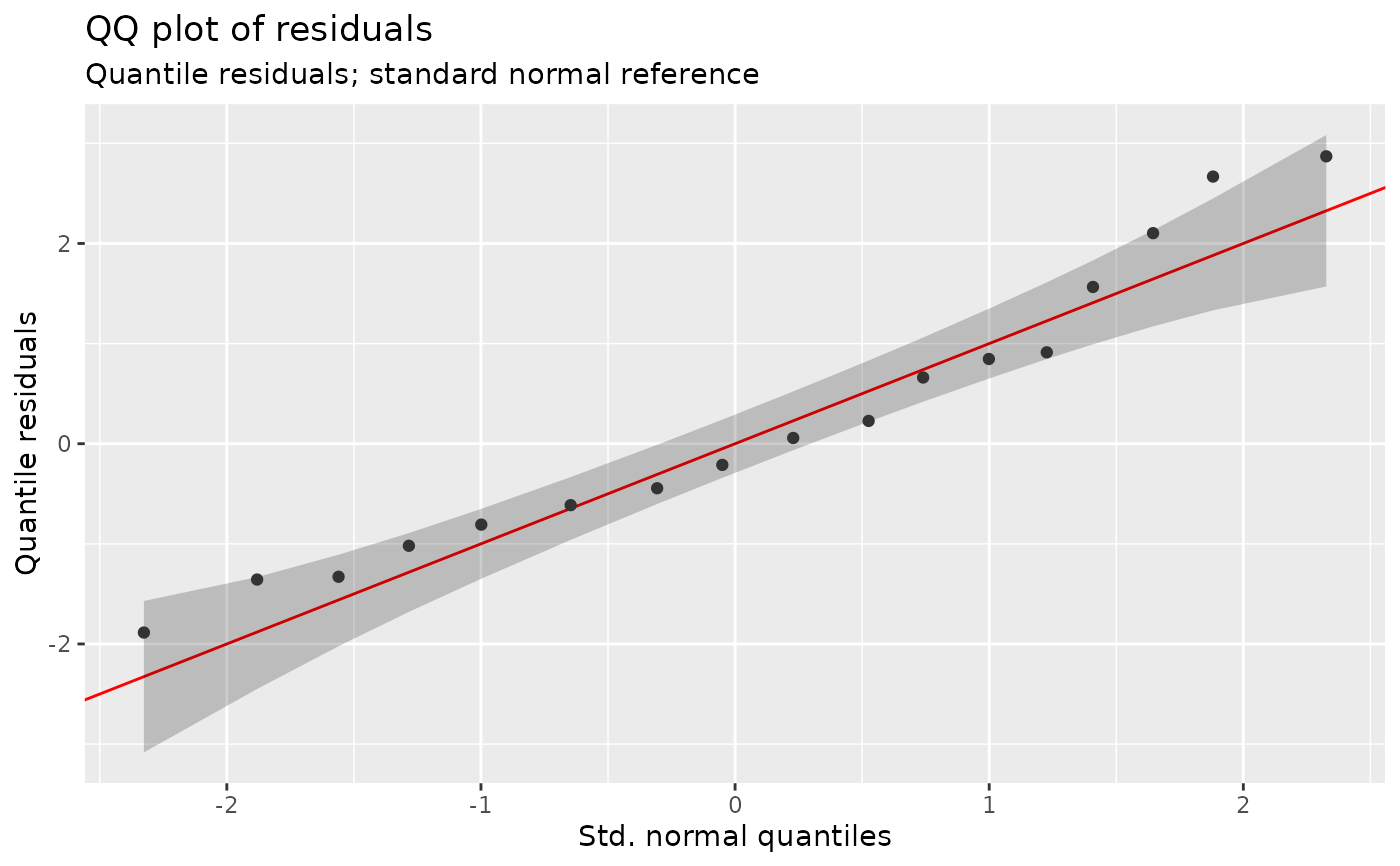 QQ plot of residuals
Quantile residuals; standard normal reference
Quantile residuals
2
0
-2
-2
-1
0
1
2
Std. normal quantiles